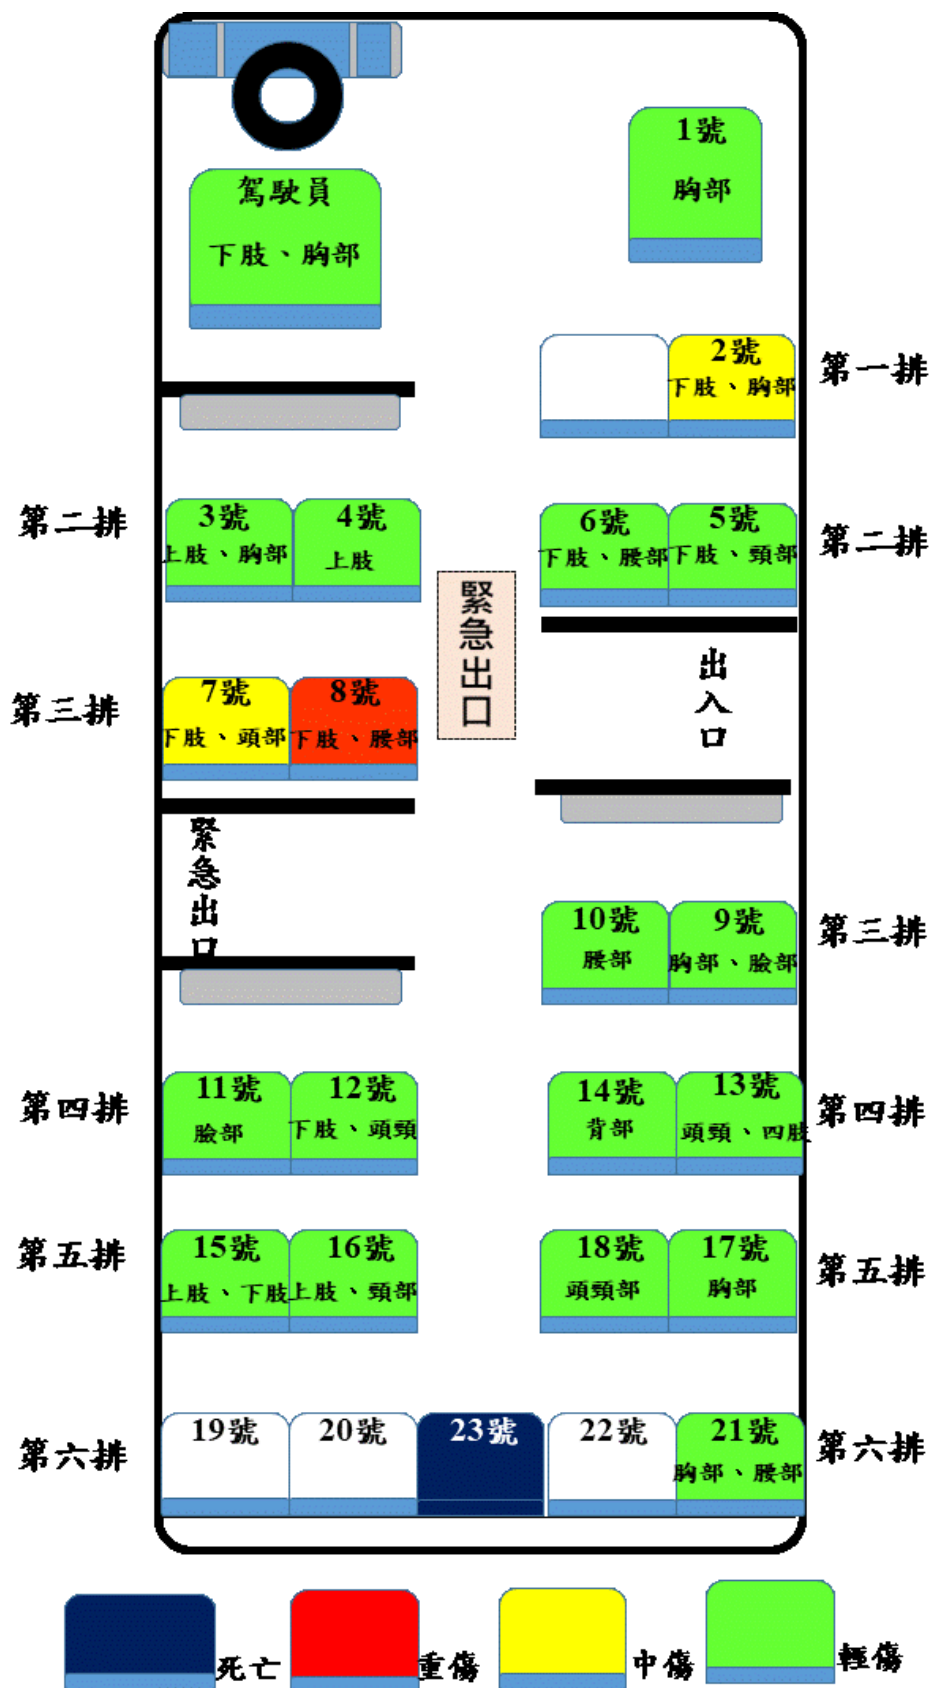 1號
胸部
駕駛員
下肢、胸部
2號
下肢、胸部
第一排
第二排
3號
上肢、胸部
4號
上肢
6號
下肢、腰部
5號
下肢、頸部
第二排
緊急出口
出入口
第三排
7號
下肢、頭部
8號
下肢、腰部
緊急出口
10號
腰部
9號
胸部、臉部
第三排
第四排
11號
臉部
12號
下肢、頭頸
14號
背部
13號
頭頸、四肢
第四排
第五排
15號
上肢、下肢
16號
上肢、頸部
18號
頭頸部
17號
胸部
第五排
第六排
19號
20號
23號
22號
21號
胸部、腰部
第六排
死亡
重傷
中傷
輕傷